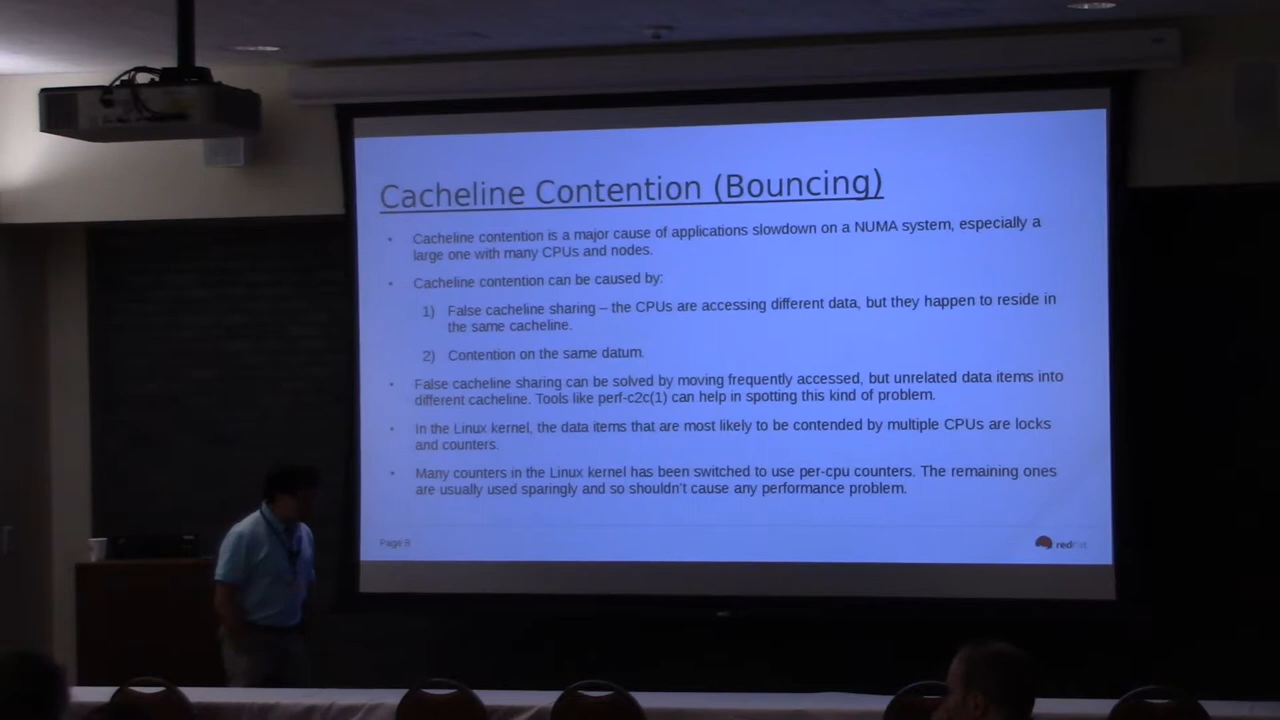 Cacheline Contention (Bouncing)
• Cacheline contention is a major cause of applications slowdown on a NUMA system, especially a
large one with many CPUs and nodes.
• Cacheline contention can be caused by:
1) False cacheline sharing – the CPUs are accessing different data, but they happen to reside in
the same cacheline.
2) Contention on the same datum.
• False cacheline sharing can be solved by moving frequently accessed, but unrelated data items into
different cacheline. Tools like perf-c2c(1) can help in spotting this kind of problem.
• In the Linux kernel, the data items that are most likely to be contended by multiple CPUs are locks
and counters.
• Many counters in the Linux kernel has been switched to use per-cpu counters. The remaining ones
are usually used sparingly and so shouldn't cause any performance problem.
Page
redhat